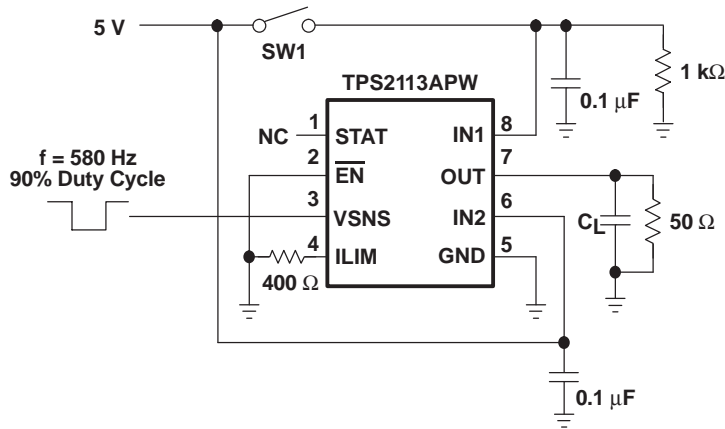 5 V
SW1
TPS2113APW
0.1 μF
1 kΩ
NC
1
STAT
IN1
8
f = 580 Hz
90% Duty Cycle
2
EN
OUT
7
3
VSNS
IN2
6
CL
50 Ω
4
ILIM
GND
5
400 Ω
0.1 μF